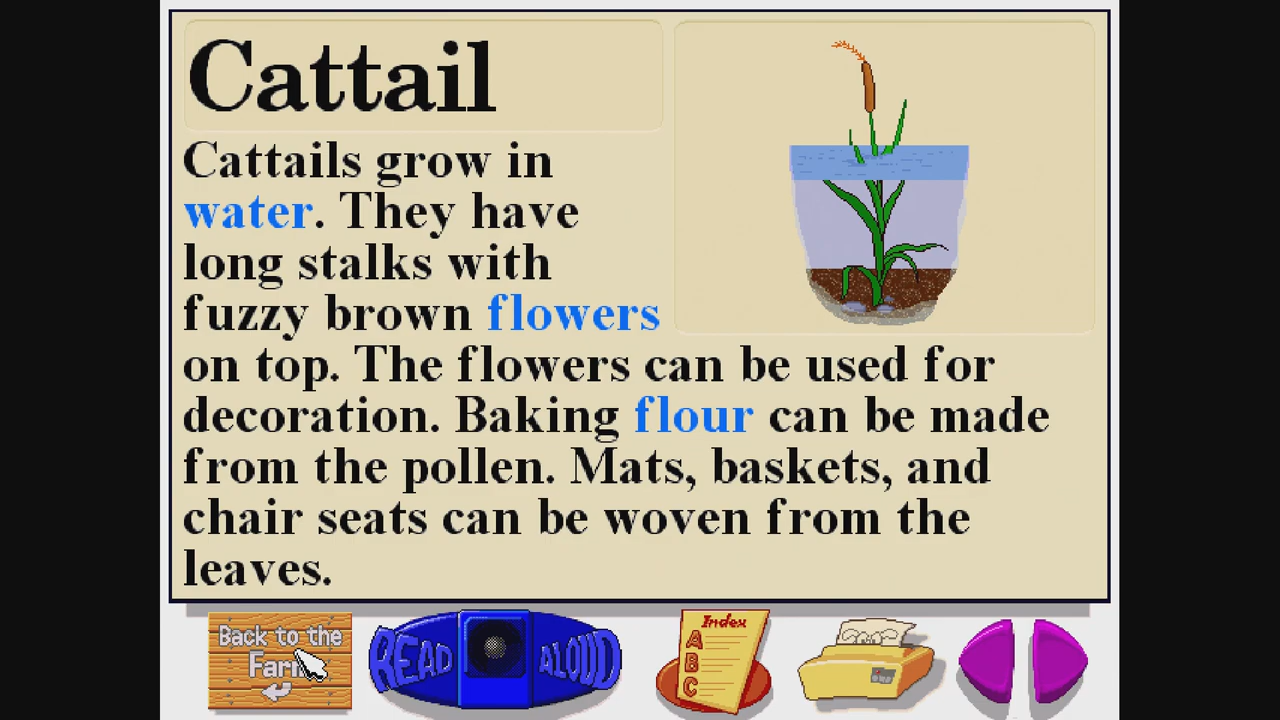 Cattail
Cattails grow in
water. They have
long stalks with
fuzzy brown flowers
on top. The flowers can be used for
decoration. Baking flour can be made
from the pollen. Mats, baskets, and
chair seats can be woven from the
leaves.
Back to the
Farm
READ ALOUD
Index
A
B
C